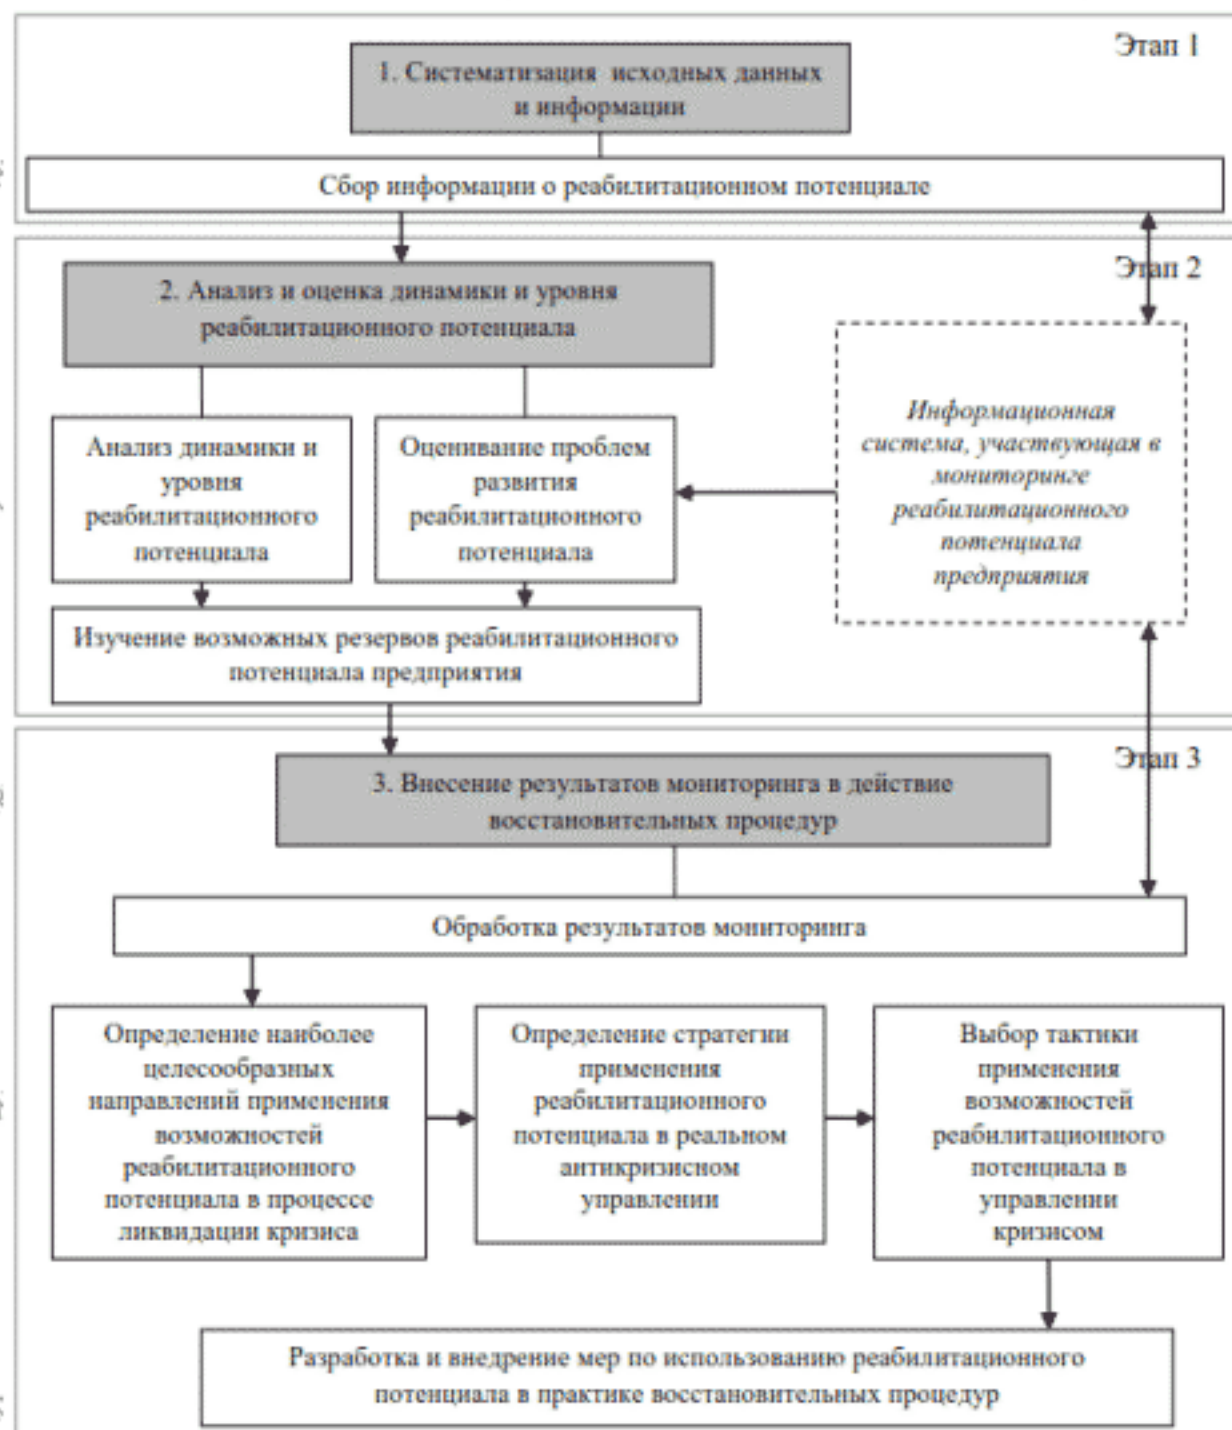 Этап 1
1. Систематизация исходных данных
и информации
Сбор информации о реабилитационном потенциале
Этап 2
2. Анализ и оценка динамики и уровня
реабилитационного потенциала
Анализ динамики и
уровня
реабилитационного
потенциала
Оценивание проблем
развития
реабилитационного
потенциала
Информационная
система, участвующая в
мониторинге
реабилитационного
потенциала
предприятия
Изучение возможных резервов реабилитационного
потенциала предприятия
Этап 3
3. Внесение результатов мониторинга в действие
восстановительных процедур
Обработка результатов мониторинга
Определение наиболее
целесообразных
направлений применения
возможностей
реабилитационного
потенциала в процессе
ликвидации кризиса
Определение стратегии
применения
реабилитационного
потенциала в реальном
антикризисном
управлении
Выбор тактики
применения
возможностей
реабилитационного
потенциала в
управлении
кризисом
Разработка и внедрение мер по использованию реабилитационного
потенциала в практике восстановительных процедур